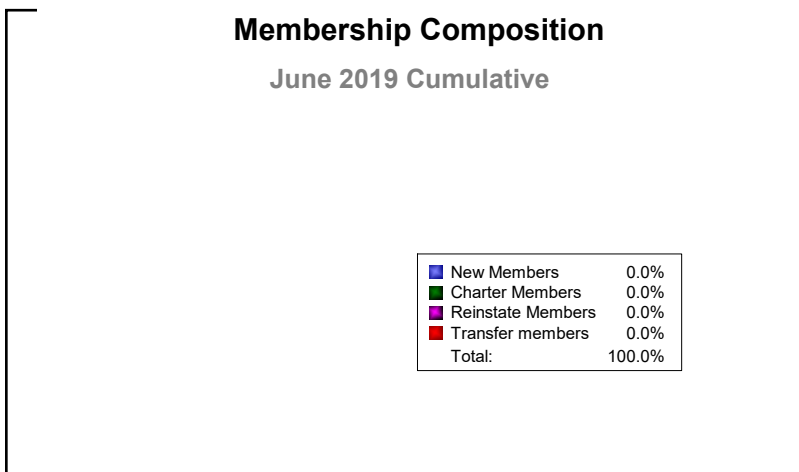 Membership Composition
June 2019 Cumulative
New Members 0.0%
Charter Members 0.0%
Reinstate Members 0.0%
Transfer members 0.0%
Total: 100.0%